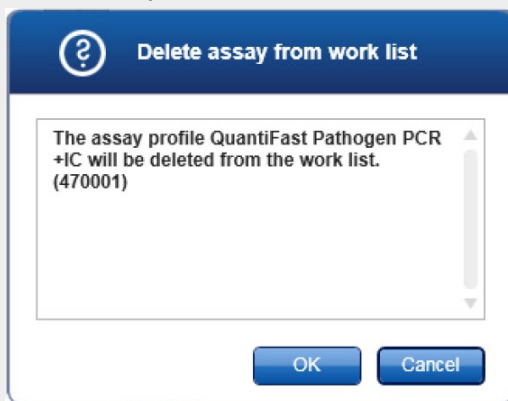 Delete assay from work list
The assay profile QuantiFast Pathogen PCR
+IC will be deleted from the work list.
(470001)
OK Cancel